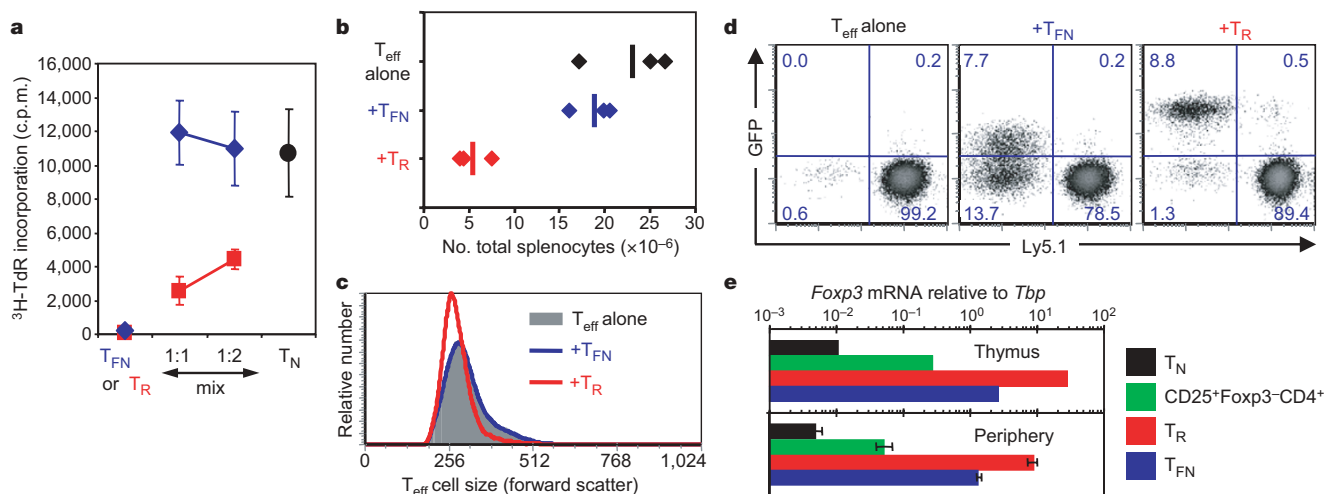 a
³H-TdR incorporation (c.p.m.)
16,000
14,000
12,000
10,000
8,000
6,000
4,000
2,000
0
T_FN
or T_R
1:1 1:2
mix
T_N
b
T_eff
alone
+T_FN
+T_R
0 5 10 15 20 25 30
No. total splenocytes (×10⁻⁶)
c
Relative number
T_eff alone
+T_FN
+T_R
0 256 512 768 1,024
T_eff cell size (forward scatter)
d
T_eff alone +T_FN +T_R
0.0 0.2 7.7 0.2 8.8 0.5
GFP
0.6 99.2 13.7 78.5 1.3 89.4
Ly5.1
e
Foxp3 mRNA relative to Tbp
10⁻³ 10⁻² 10⁻¹ 10⁰ 10¹ 10²
Thymus
Periphery
T_N
CD25⁺Foxp3⁻CD4⁺
T_R
T_FN